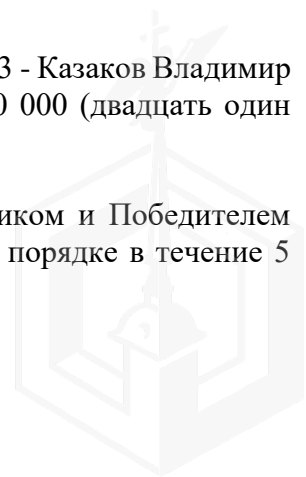 3 - Казаков Владимир
0 000 (двадцать один
иком и Победителем
порядке в течение 5